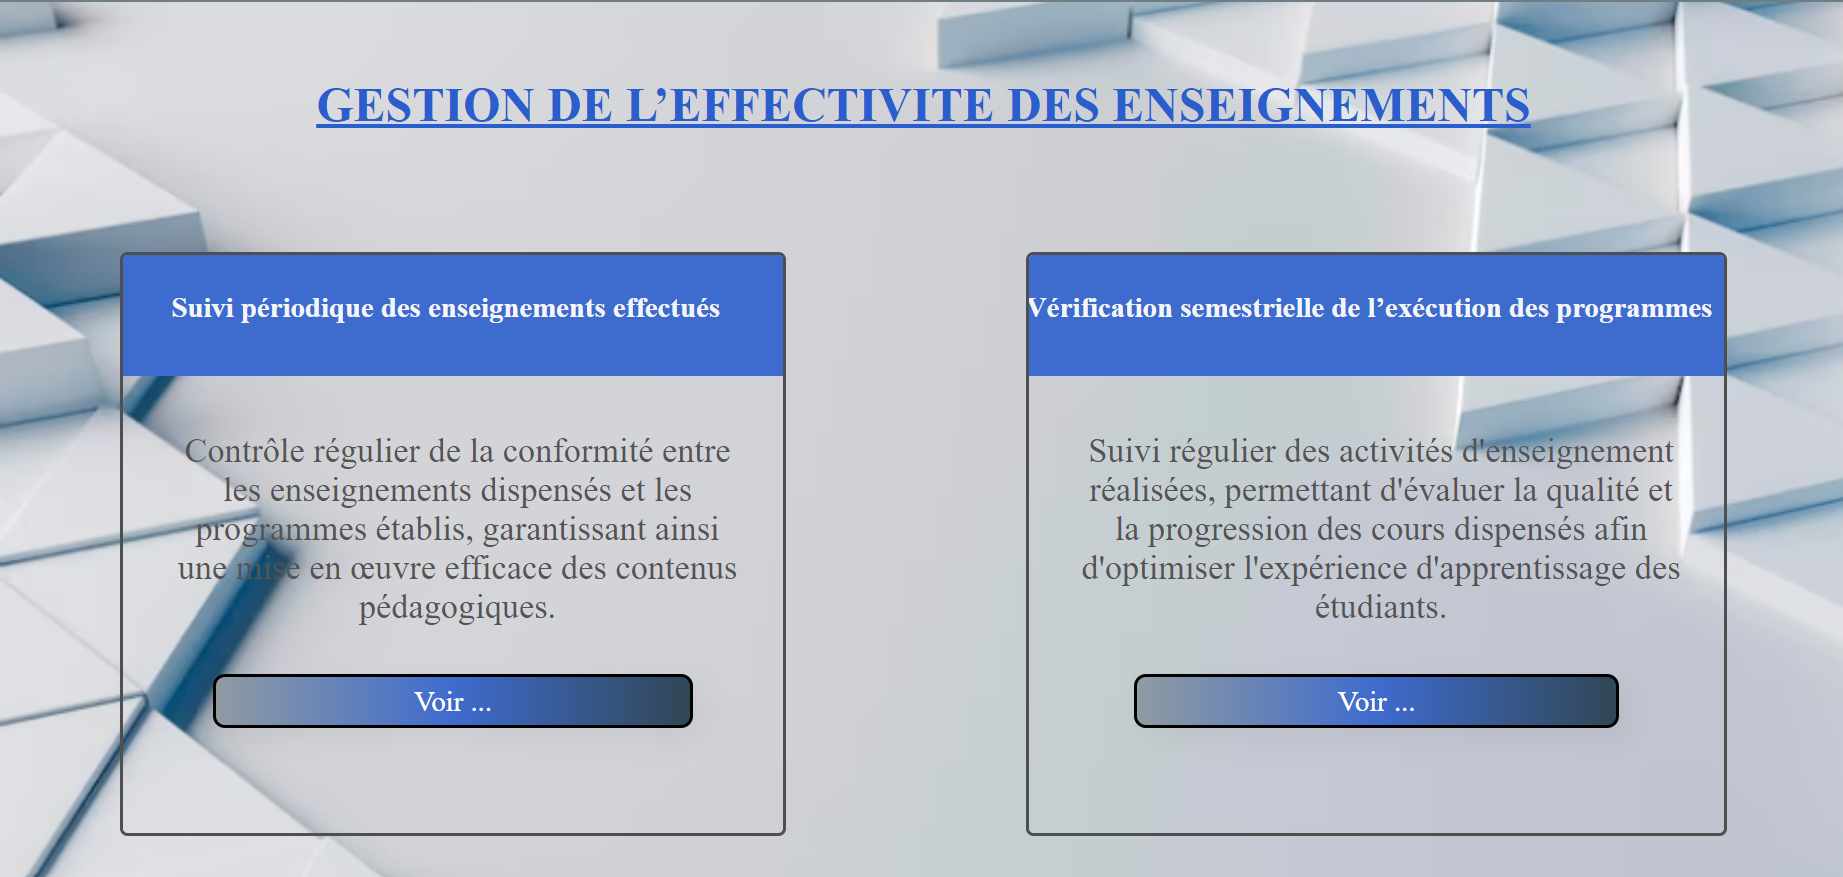 GESTION DE L’EFFECTIVITE DES ENSEIGNEMENTS
Suivi périodique des enseignements effectués
Contrôle régulier de la conformité entre
les enseignements dispensés et les
programmes établis, garantissant ainsi
une mise en œuvre efficace des contenus
pédagogiques.
Voir ...
Vérification semestrielle de l’exécution des programmes
Suivi régulier des activités d'enseignement
réalisées, permettant d'évaluer la qualité et
la progression des cours dispensés afin
d'optimiser l'expérience d'apprentissage des
étudiants.
Voir ...